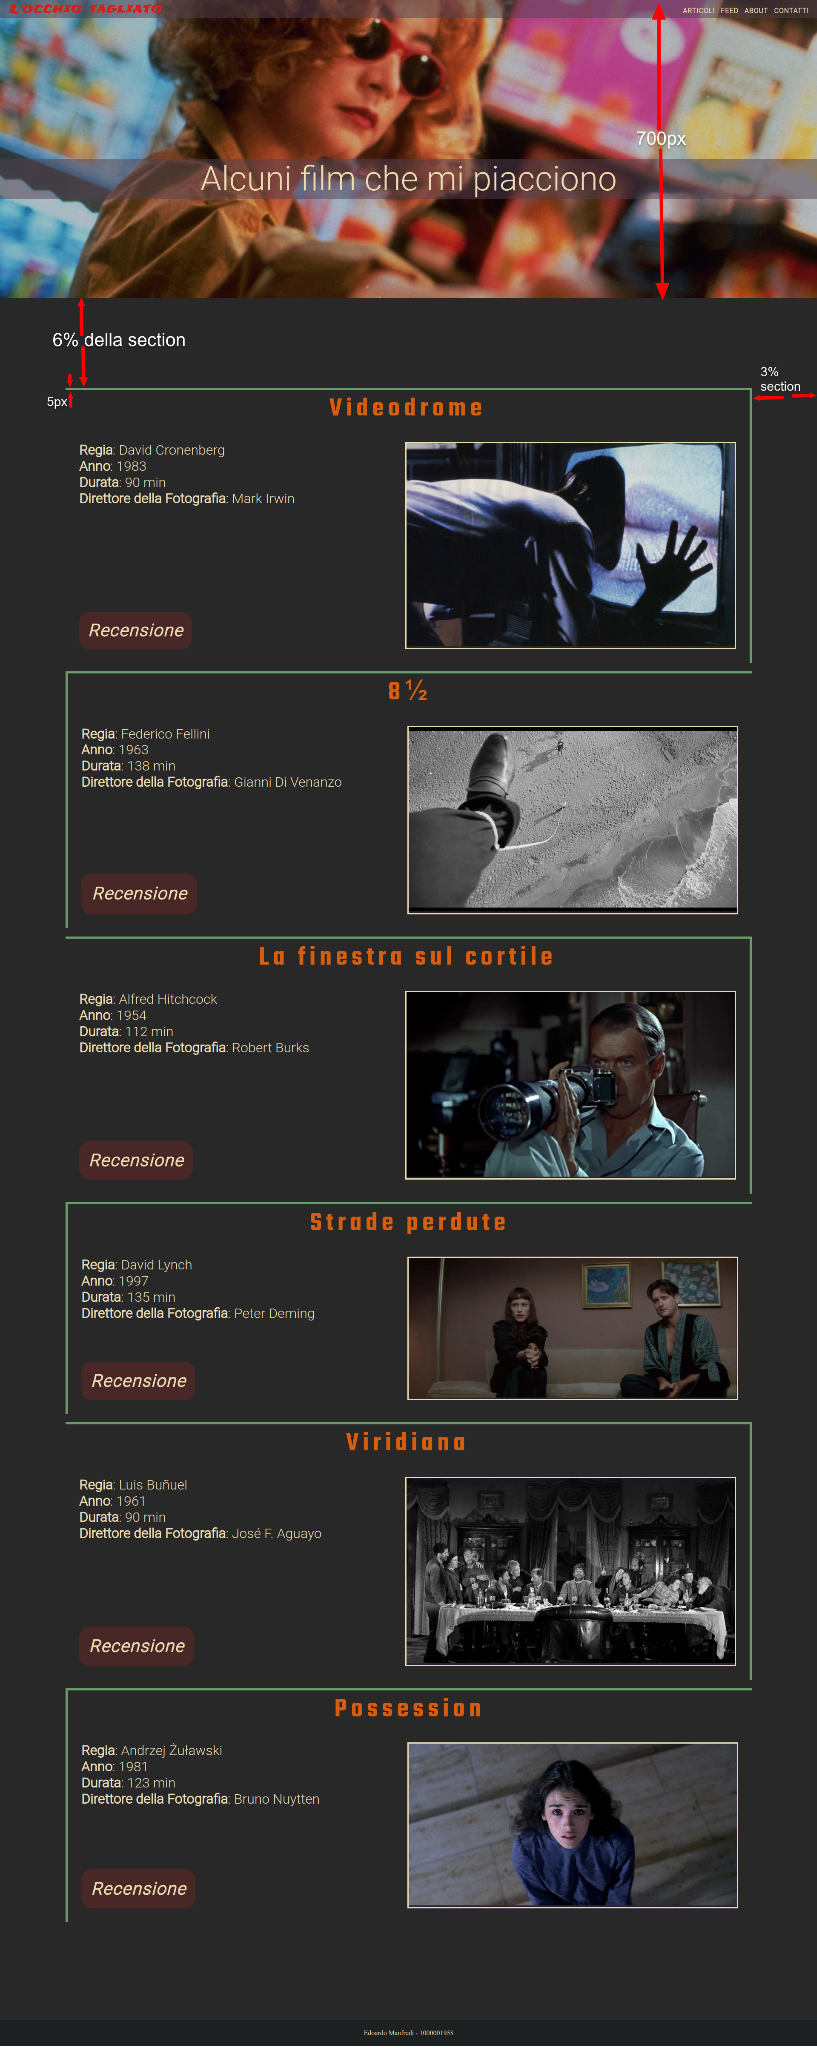 L'OCCHIO TAGLIATO
ARTICOLI FEED ABOUT CONTATTI
700px
Alcuni film che mi piacciono
6% della section
3%
section
5px
Videodrome
Regia: David Cronenberg
Anno: 1983
Durata: 90 min
Direttore della Fotografia: Mark Irwin
Recensione
8½
Regia: Federico Fellini
Anno: 1963
Durata: 138 min
Direttore della Fotografia: Gianni Di Venanzo
Recensione
La finestra sul cortile
Regia: Alfred Hitchcock
Anno: 1954
Durata: 112 min
Direttore della Fotografia: Robert Burks
Recensione
Strade perdute
Regia: David Lynch
Anno: 1997
Durata: 135 min
Direttore della Fotografia: Peter Deming
Recensione
Viridiana
Regia: Luis Buñuel
Anno: 1961
Durata: 90 min
Direttore della Fotografia: José F. Aguayo
Recensione
Possession
Regia: Andrzej Żuławski
Anno: 1981
Durata: 123 min
Direttore della Fotografia: Bruno Nuytten
Recensione
Edoardo Manfredi - 1000001958